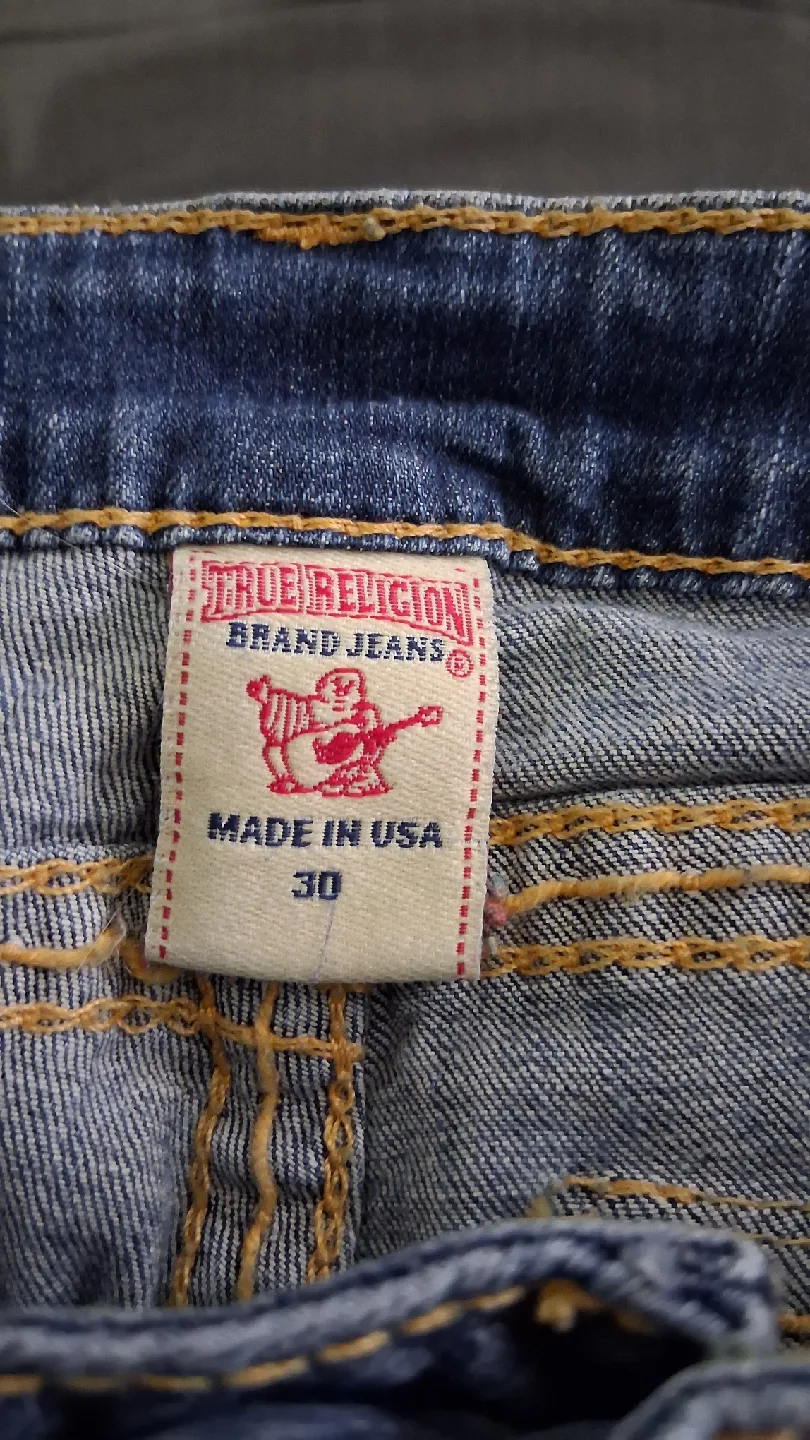 TRUE RELIGION
BRAND JEANS®
MADE IN USA
30